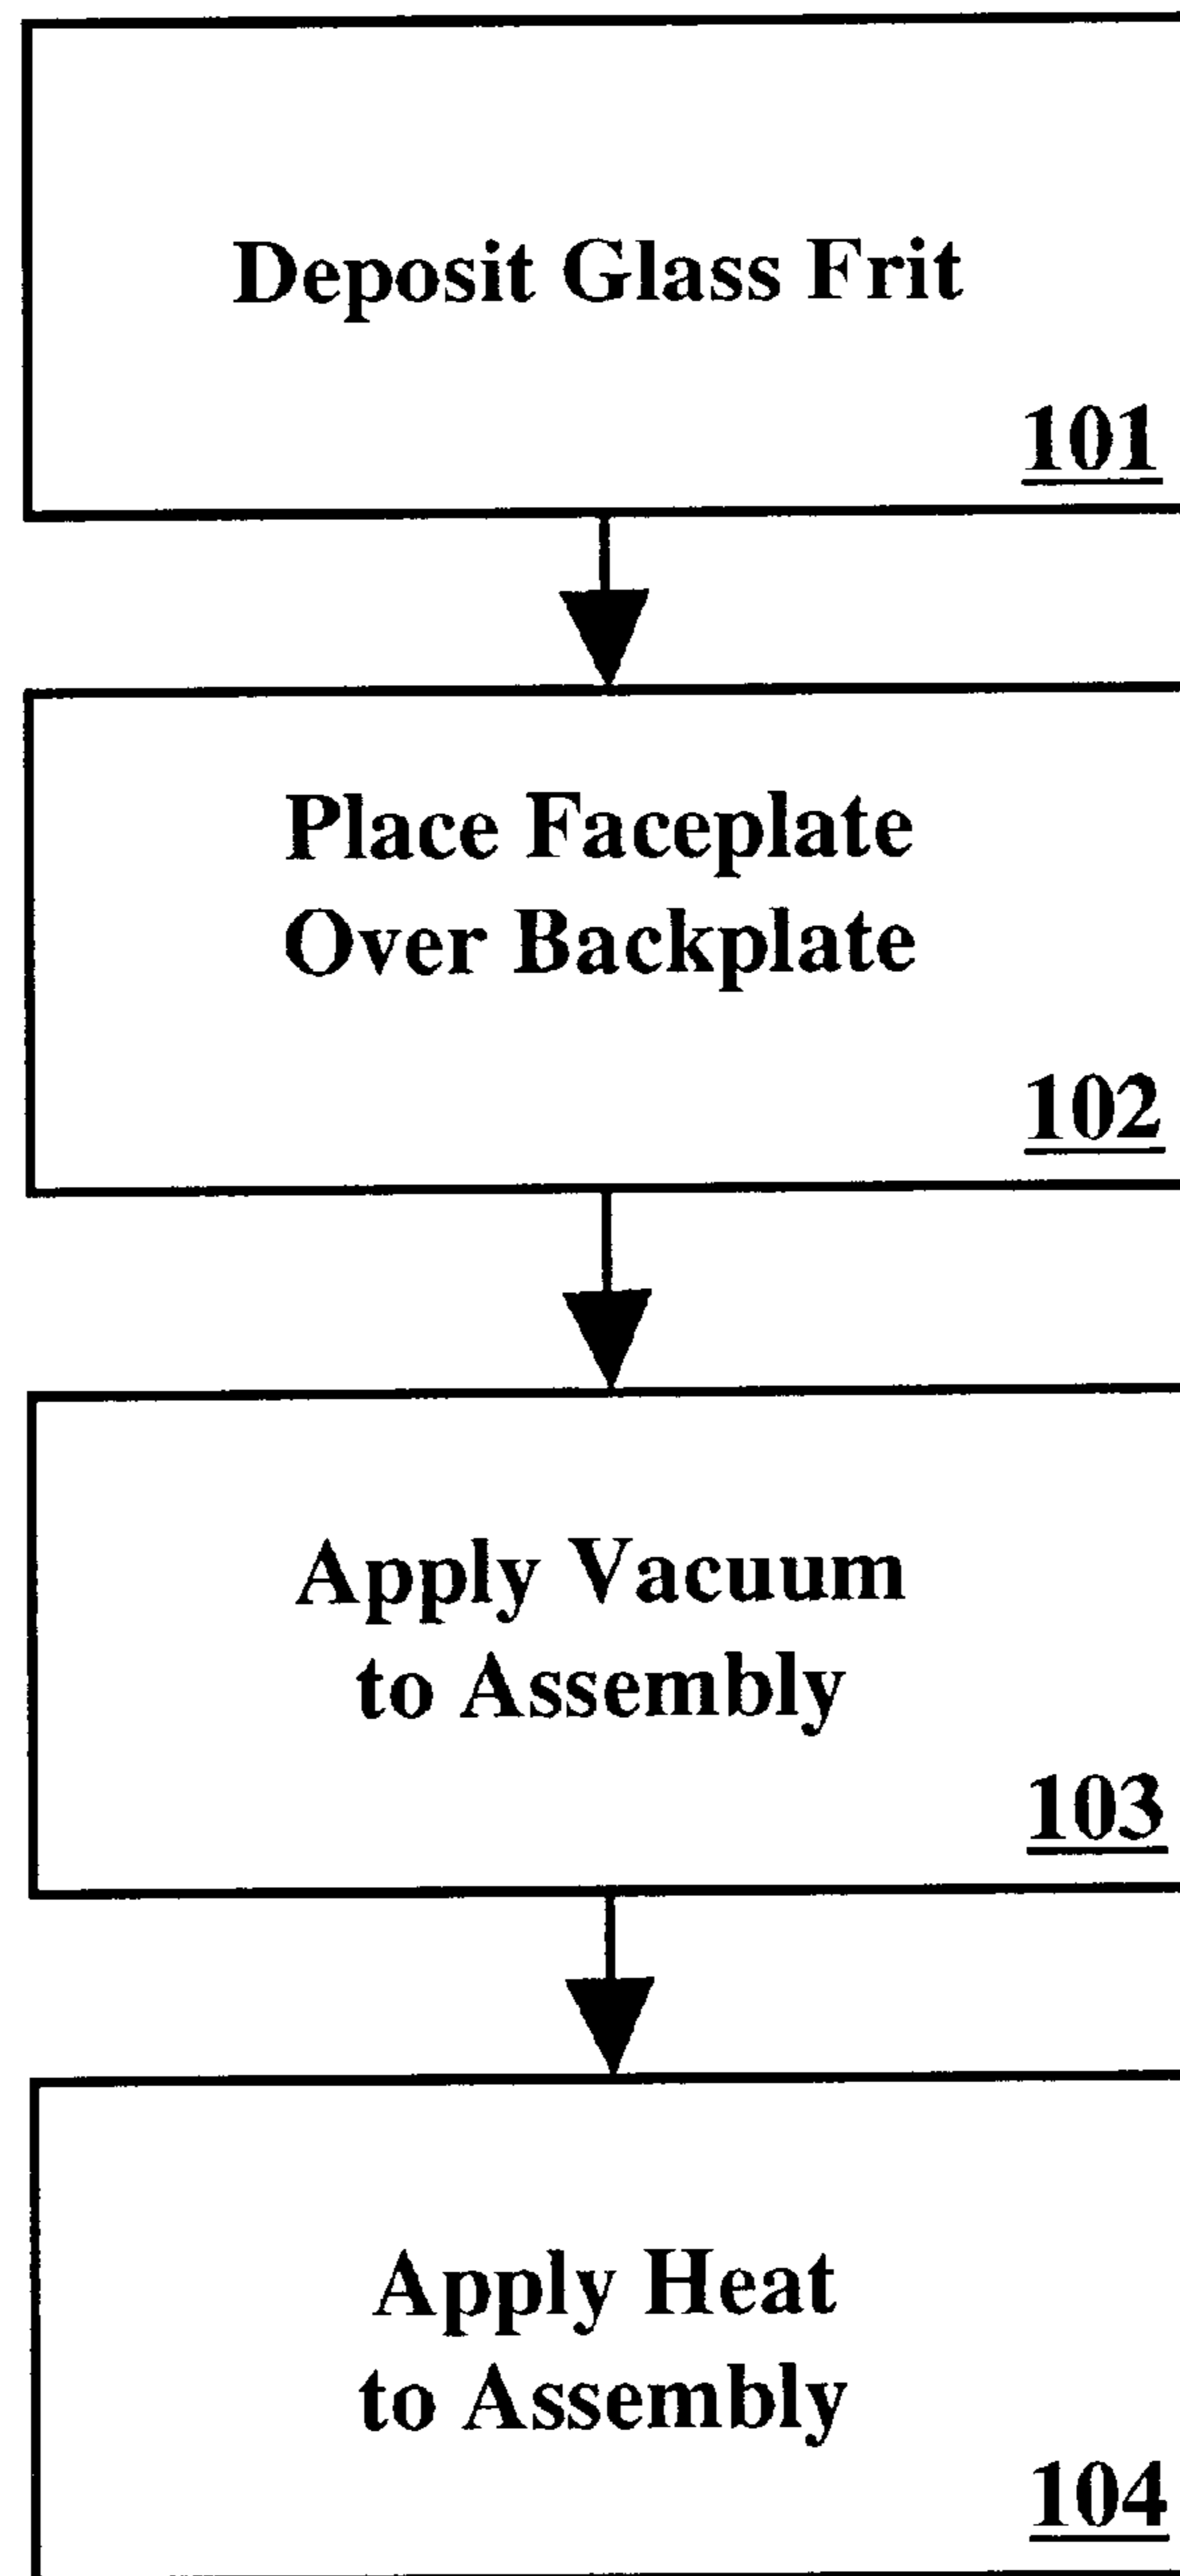 Deposit Glass Frit
101
Place Faceplate
Over Backplate
102
Apply Vacuum
to Assembly
103
Apply Heat
to Assembly
104